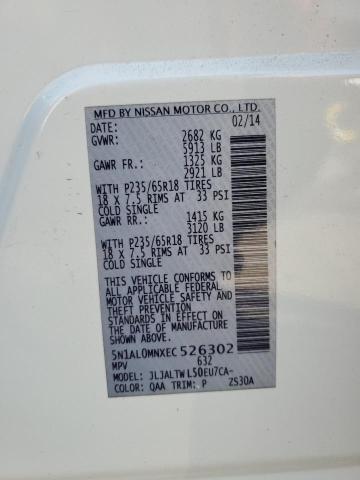 MFD BY NISSAN MOTOR CO., LTD.
DATE: 02/14
GVWR: 2682 KG
5913 LB
GAWR FR.: 1325 KG
2921 LB
WITH P235/65R18 TIRES
18 X 7.5 RIMS AT 33 PSI
COLD SINGLE
GAWR RR.: 1415 KG
3120 LB
WITH P235/65R18 TIRES
18 X 7.5 RIMS AT 33 PSI
COLD SINGLE
THIS VEHICLE CONFORMS TO
ALL APPLICABLE FEDERAL
MOTOR VEHICLE SAFETY
AND THEFT PREVENTION
STANDARDS IN EFFECT ON
THE DATE OF MANUFACTURE
SHOWN ABOVE.
5N1AL0MNXEC526302
MPV 632
MODEL: JLJALTWL50EU7CA-
COLOR: QAA TRIM: P ZS30A